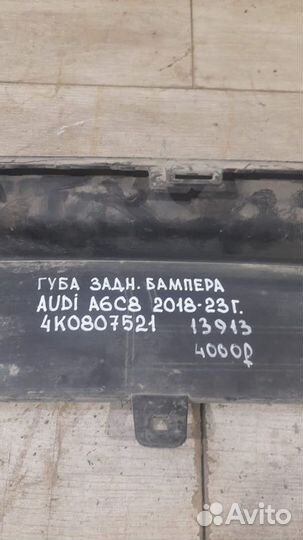 ГУБА ЗАДН. БАМПЕРА
AUDI A6C8 2018-23г.
4K0807521 13913
4000₽
Avito